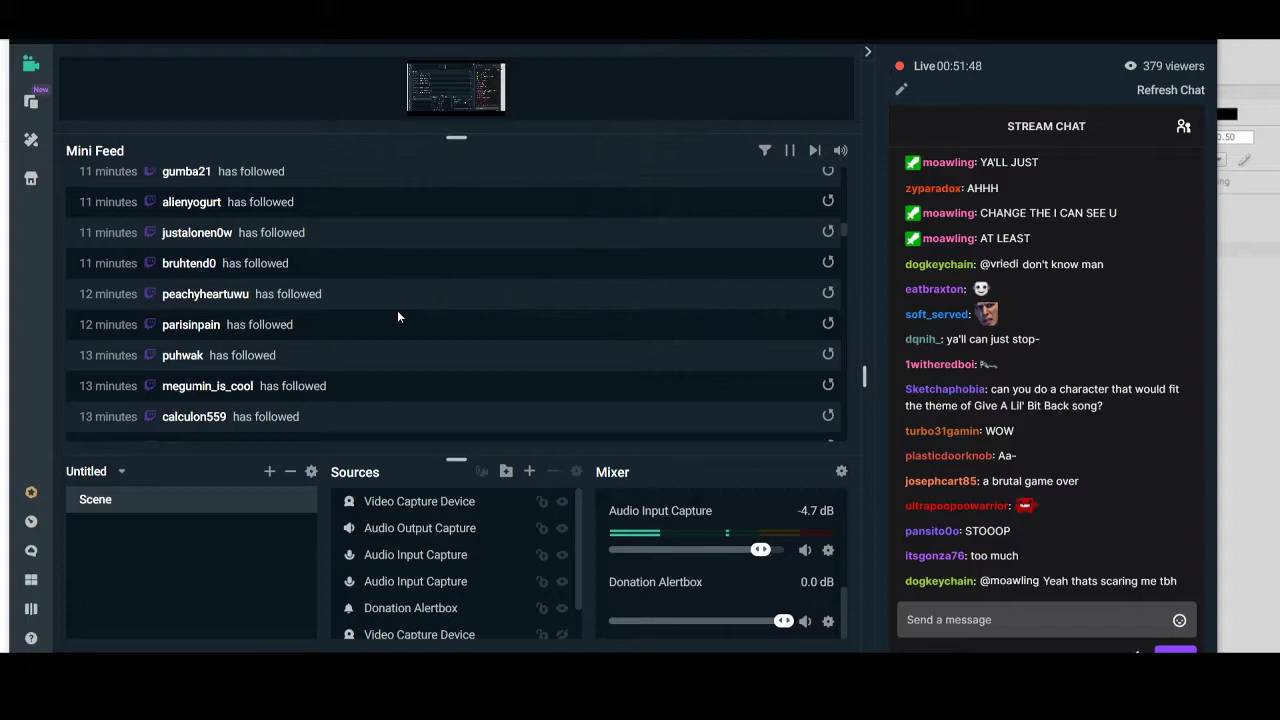 Live 00:51:48
379 viewers
Refresh Chat
New
Mini Feed
STREAM CHAT
11 minutes gumba21 has followed
11 minutes alienyogurt has followed
11 minutes justalonen0w has followed
11 minutes bruhtend0 has followed
12 minutes peachyheartuwu has followed
12 minutes parisinpain has followed
13 minutes puhwak has followed
13 minutes megumin_is_cool has followed
13 minutes calculon559 has followed
Untitled
Scene
Sources
Video Capture Device
Audio Output Capture
Audio Input Capture
Audio Input Capture
Donation Alertbox
Video Capture Device
Mixer
Audio Input Capture -4.7 dB
Donation Alertbox 0.0 dB
moawling: YA'LL JUST
zyparadox: AHHH
moawling: CHANGE THE I CAN SEE U
moawling: AT LEAST
dogkeychain: @vriedi don't know man
eatbraxton:
soft_served:
dqnih_: ya'll can just stop-
1witheredboi:
Sketchaphobia: can you do a character that would fit
the theme of Give A Lil' Bit Back song?
turbo31gamin: WOW
plasticdoorknob: Aa-
josephcart85: a brutal game over
ultrapoopoowarrior:
pansito0o: STOOOP
itsgonza76: too much
dogkeychain: @moawling Yeah thats scaring me tbh
Send a message